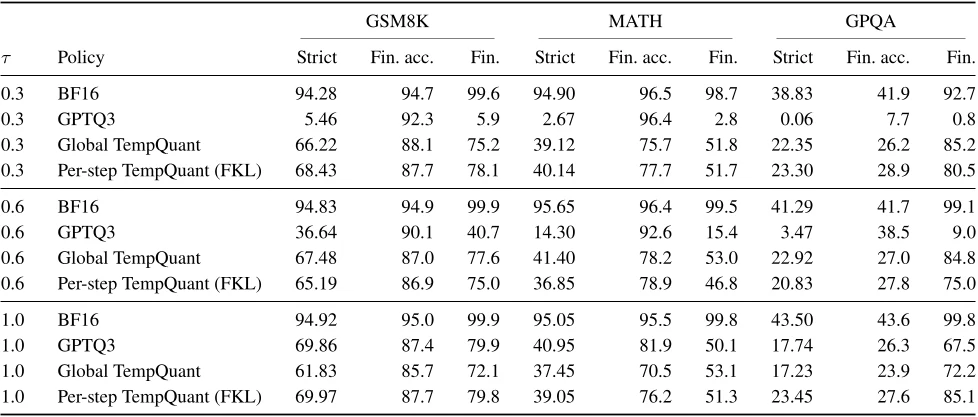 GSM8K MATH GPQA
τ Policy Strict Fin. acc. Fin. Strict Fin. acc. Fin. Strict Fin. acc. Fin.
0.3 BF16 94.28 94.7 99.6 94.90 96.5 98.7 38.83 41.9 92.7
0.3 GPTQ3 5.46 92.3 5.9 2.67 96.4 2.8 0.06 7.7 0.8
0.3 Global TempQuant 66.22 88.1 75.2 39.12 75.7 51.8 22.35 26.2 85.2
0.3 Per-step TempQuant (FKL) 68.43 87.7 78.1 40.14 77.7 51.7 23.30 28.9 80.5
0.6 BF16 94.83 94.9 99.9 95.65 96.4 99.5 41.29 41.7 99.1
0.6 GPTQ3 36.64 90.1 40.7 14.30 92.6 15.4 3.47 38.5 9.0
0.6 Global TempQuant 67.48 87.0 77.6 41.40 78.2 53.0 22.92 27.0 84.8
0.6 Per-step TempQuant (FKL) 65.19 86.9 75.0 36.85 78.9 46.8 20.83 27.8 75.0
1.0 BF16 94.92 95.0 99.9 95.05 95.5 99.8 43.50 43.6 99.8
1.0 GPTQ3 69.86 87.4 79.9 40.95 81.9 50.1 17.74 26.3 67.5
1.0 Global TempQuant 61.83 85.7 72.1 37.45 70.5 53.1 17.23 23.9 72.2
1.0 Per-step TempQuant (FKL) 69.97 87.7 79.8 39.05 76.2 51.3 23.45 27.6 85.1